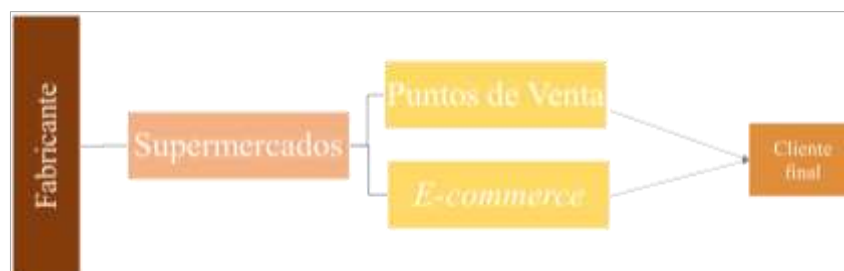 Fabricante
Supermercados
Puntos de Venta
E-commerce
Cliente
final